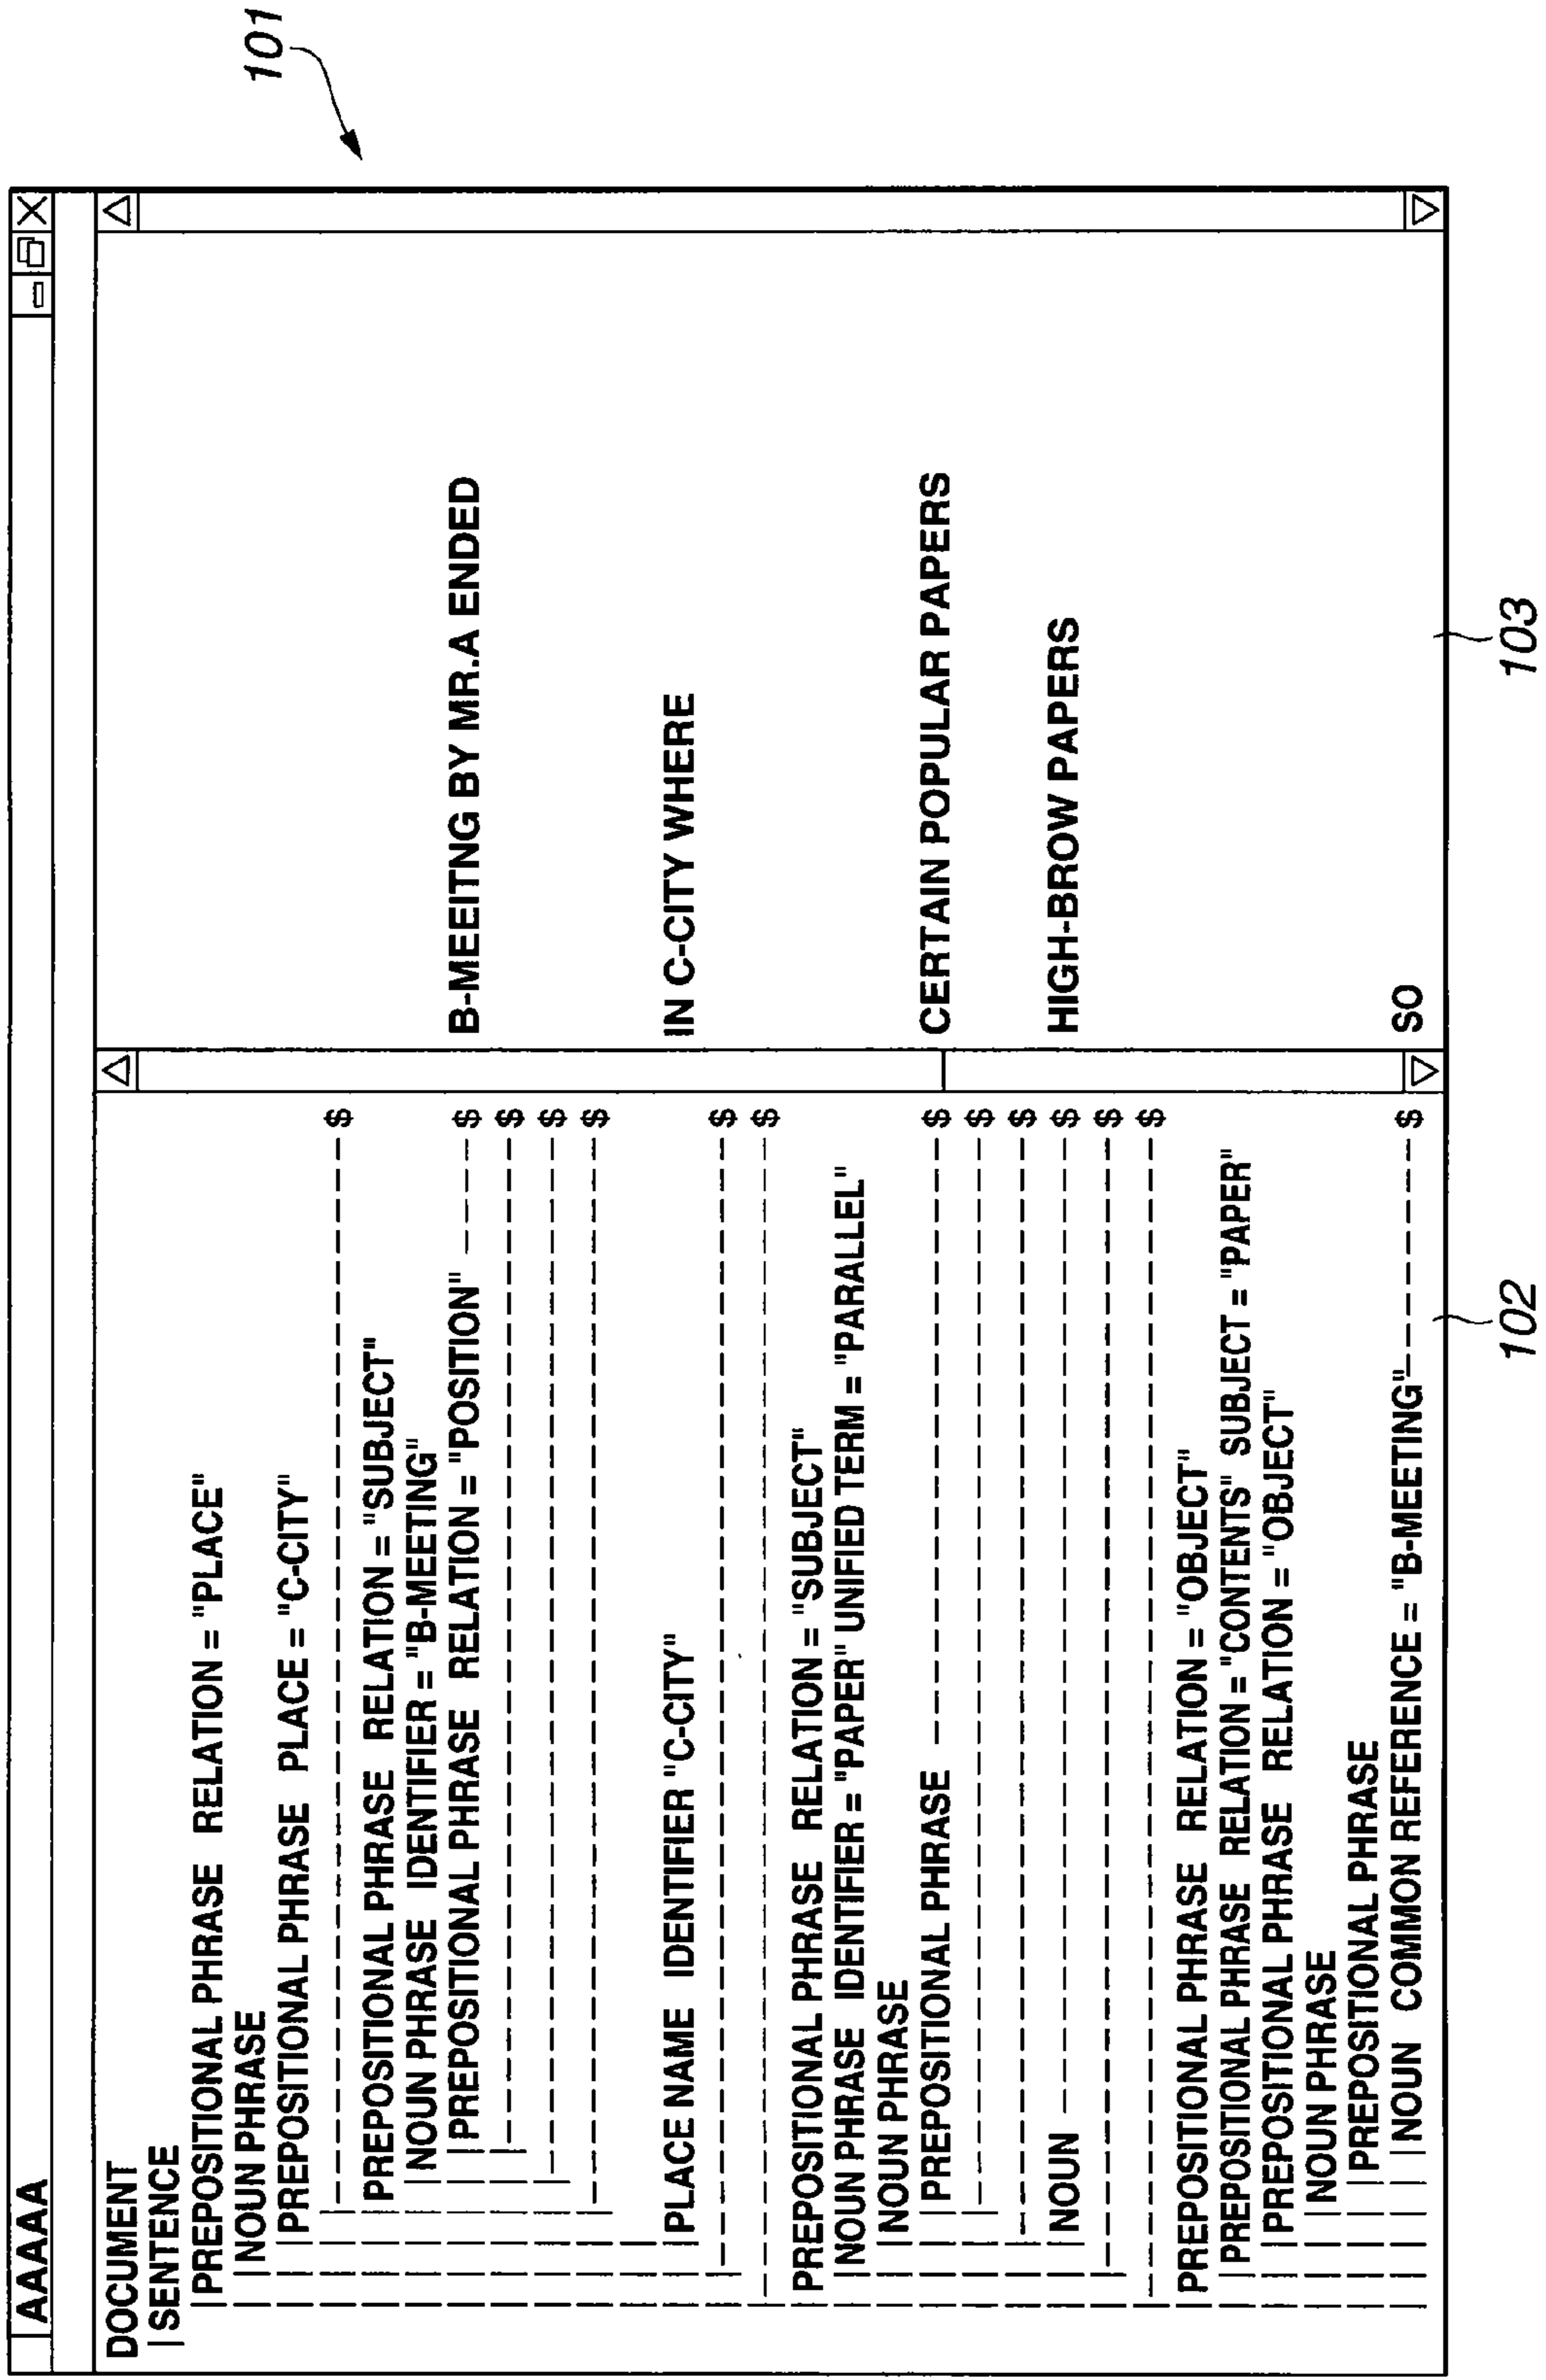 101
AAAAA
DOCUMENT
SENTENCE
PREPOSITIONAL PHRASE RELATION = "PLACE"
NOUN PHRASE
PREPOSITIONAL PHRASE PLACE = "C-CITY"
$
PREPOSITIONAL PHRASE RELATION = "SUBJECT"
NOUN PHRASE IDENTIFIER = "B-MEETING"
PREPOSITIONAL PHRASE RELATION = "POSITION" $ B-MEEITNG BY MR.A ENDED
$
$
$
PLACE NAME IDENTIFIER "C-CITY" IN C-CITY WHERE
$
$
PREPOSITIONAL PHRASE RELATION = "SUBJECT"
NOUN PHRASE IDENTIFIER = "PAPER" UNIFIED TERM = "PARALLEL"
NOUN PHRASE
PREPOSITIONAL PHRASE $ CERTAIN POPULAR PAPERS
$
$
NOUN $ HIGH-BROW PAPERS
$
$
PREPOSITIONAL PHRASE RELATION = "OBJECT"
PREPOSITIONAL PHRASE RELATION = "CONTENTS" SUBJECT = "PAPER"
PREPOSITIONAL PHRASE RELATION = "OBJECT"
NOUN PHRASE
PREPOSITIONAL PHRASE
NOUN COMMON REFERENCE = "B-MEETING" $ SO
102 103